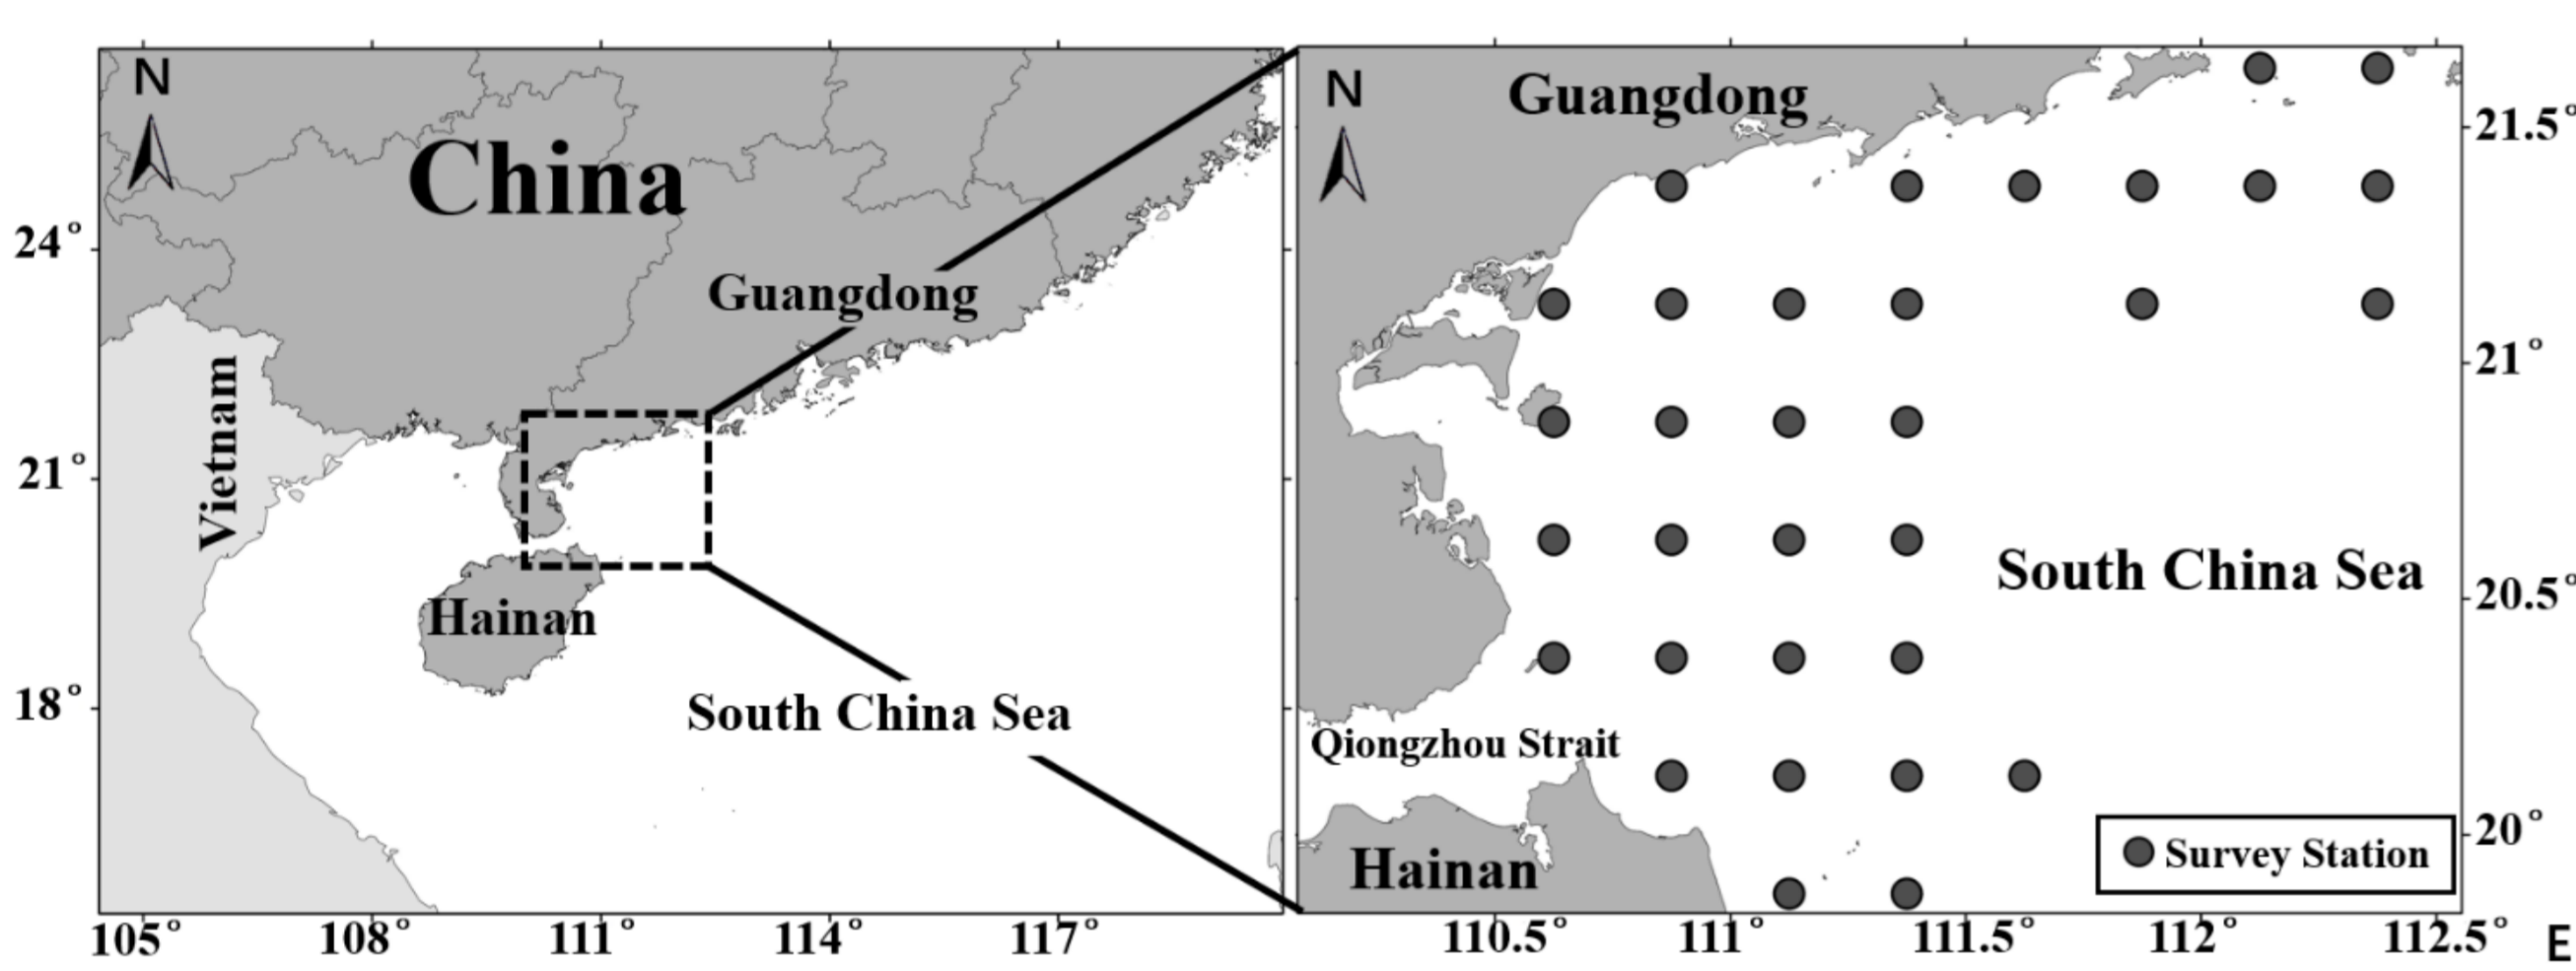 N
China
Guangdong
Vietnam
Hainan
South China Sea
24°
21°
18°
105° 108° 111° 114° 117°
N
Guangdong
South China Sea
Qiongzhou Strait
Hainan
Survey Station
21.5°
21°
20.5°
20°
110.5° 111° 111.5° 112° 112.5° E